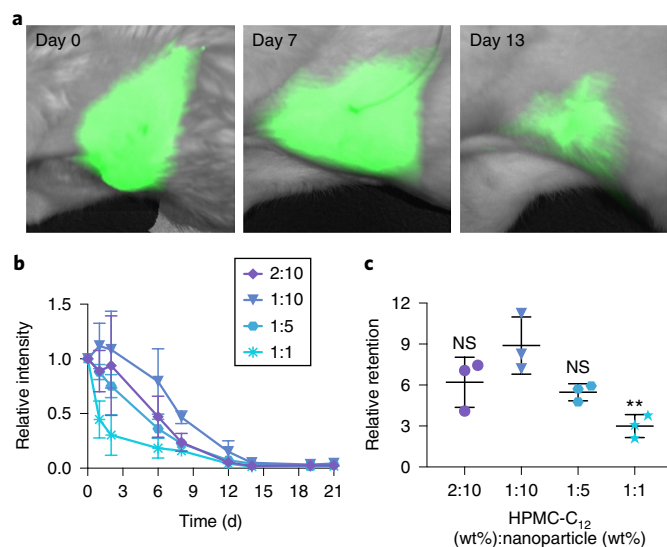 a
Day 0
Day 7
Day 13
b
2:10
1:10
1:5
1:1
Relative intensity
1.5
1.0
0.5
0.0
0 3 6 9 12 15 18 21
Time (d)
c
Relative retention
12
9
6
3
0
NS
NS
**
2:10 1:10 1:5 1:1
HPMC-C12
(wt%):nanoparticle (wt%)